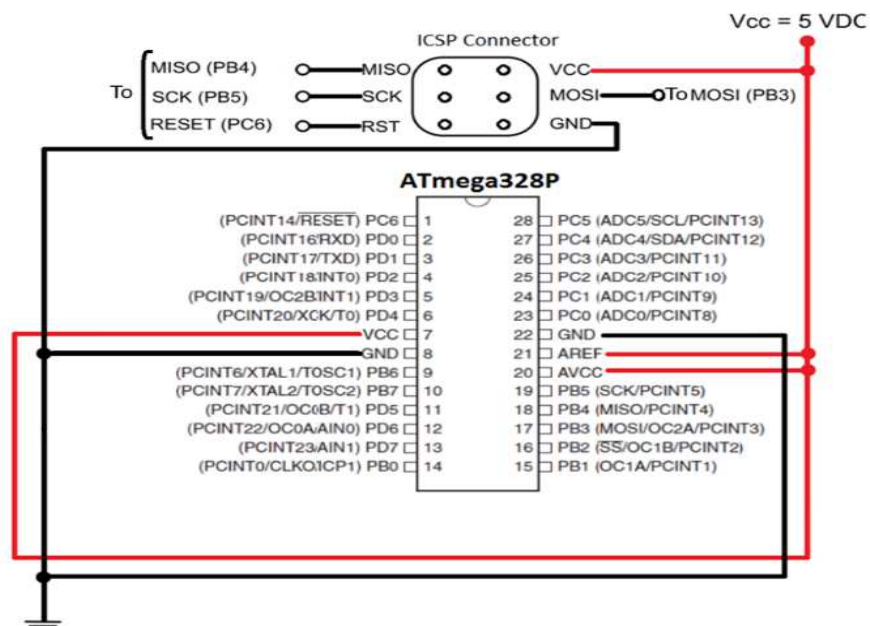 Vcc = 5 VDC
ICSP Connector
To
MISO (PB4)
MISO
VCC
SCK (PB5)
SCK
MOSI
To MOSI (PB3)
RESET (PC6)
RST
GND
ATmega328P
(PCINT14/RESET) PC6 1
28 PC5 (ADC5/SCL/PCINT13)
(PCINT16/RXD) PD0 2
27 PC4 (ADC4/SDA/PCINT12)
(PCINT17/TXD) PD1 3
26 PC3 (ADC3/PCINT11)
(PCINT18/INT0) PD2 4
25 PC2 (ADC2/PCINT10)
(PCINT19/OC2B/INT1) PD3 5
24 PC1 (ADC1/PCINT9)
(PCINT20/XCK/T0) PD4 6
23 PC0 (ADC0/PCINT8)
VCC 7
22 GND
GND 8
21 AREF
(PCINT6/XTAL1/TOSC1) PB6 9
20 AVCC
(PCINT7/XTAL2/TOSC2) PB7 10
19 PB5 (SCK/PCINT5)
(PCINT21/OC0B/T1) PD5 11
18 PB4 (MISO/PCINT4)
(PCINT22/OC0A/AIN0) PD6 12
17 PB3 (MOSI/OC2A/PCINT3)
(PCINT23/AIN1) PD7 13
16 PB2 (SS/OC1B/PCINT2)
(PCINT0/CLKO/ICP1) PB0 14
15 PB1 (OC1A/PCINT1)